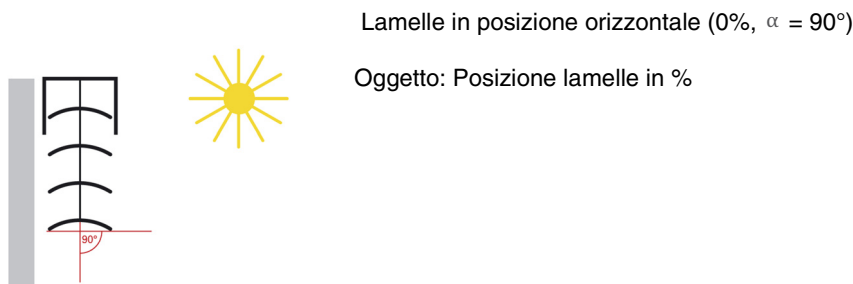 Lamelle in posizione orizzontale (0%, α = 90°)
Oggetto: Posizione lamelle in %
90°